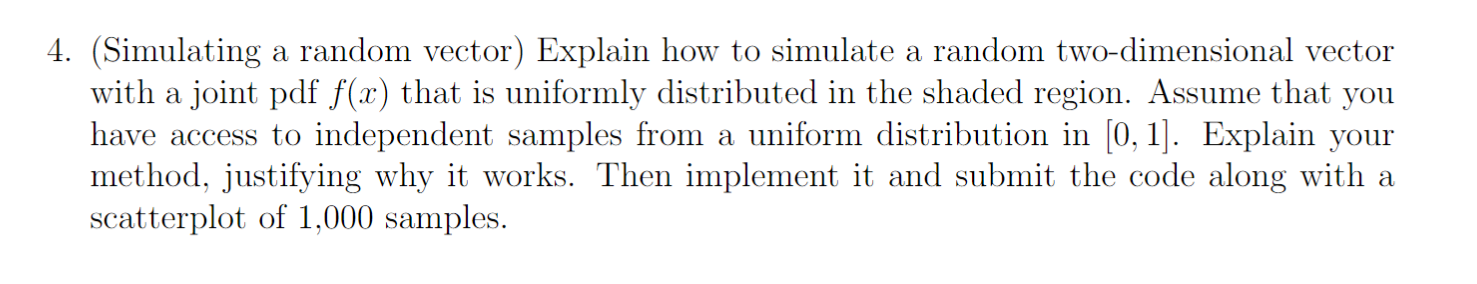 4. (Simulating a random vector) Explain how to simulate a random two-dimensional vector
with a joint pdf f(x) that is uniformly distributed in the shaded region. Assume that you
have access to independent samples from a uniform distribution in [0, 1]. Explain your
method, justifying why it works. Then implement it and submit the code along with a
scatterplot of 1,000 samples.